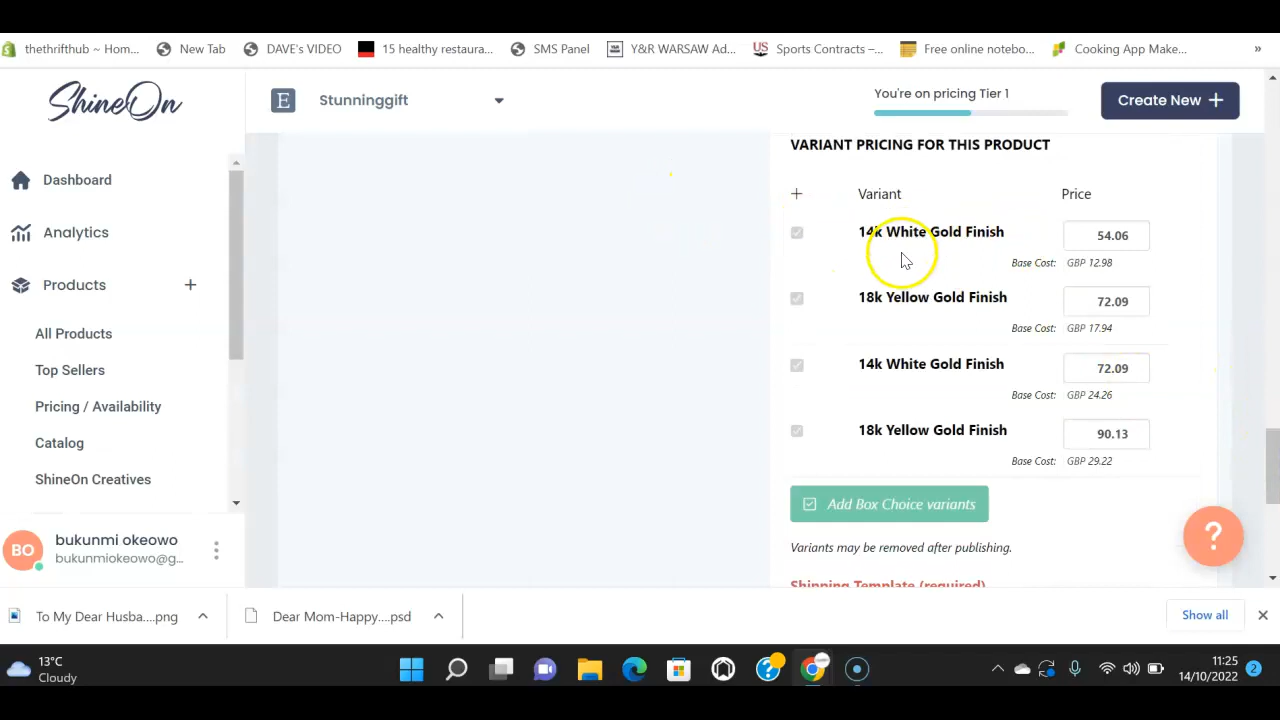 thethrifthub ~ Hom...
New Tab
DAVE's VIDEO
15 healthy restaura...
SMS Panel
Y&R WARSAW Ad...
Sports Contracts –...
Free online notebo...
Cooking App Make...
»
ShineOn
E
Stunninggift
You're on pricing Tier 1
Create New +
Dashboard
Analytics
Products +
All Products
Top Sellers
Pricing / Availability
Catalog
ShineOn Creatives
BO
bukunmi okeowo
bukunmiokeowo@g...
VARIANT PRICING FOR THIS PRODUCT
+ Variant Price
14k White Gold Finish 54.06
Base Cost: GBP 12.98
18k Yellow Gold Finish 72.09
Base Cost: GBP 17.94
14k White Gold Finish 72.09
Base Cost: GBP 24.26
18k Yellow Gold Finish 90.13
Base Cost: GBP 29.22
Add Box Choice variants
Variants may be removed after publishing.
Shipping Template (required)
?
To My Dear Husba....png
Dear Mom-Happy....psd
Show all
13°C
Cloudy
11:25
14/10/2022
2